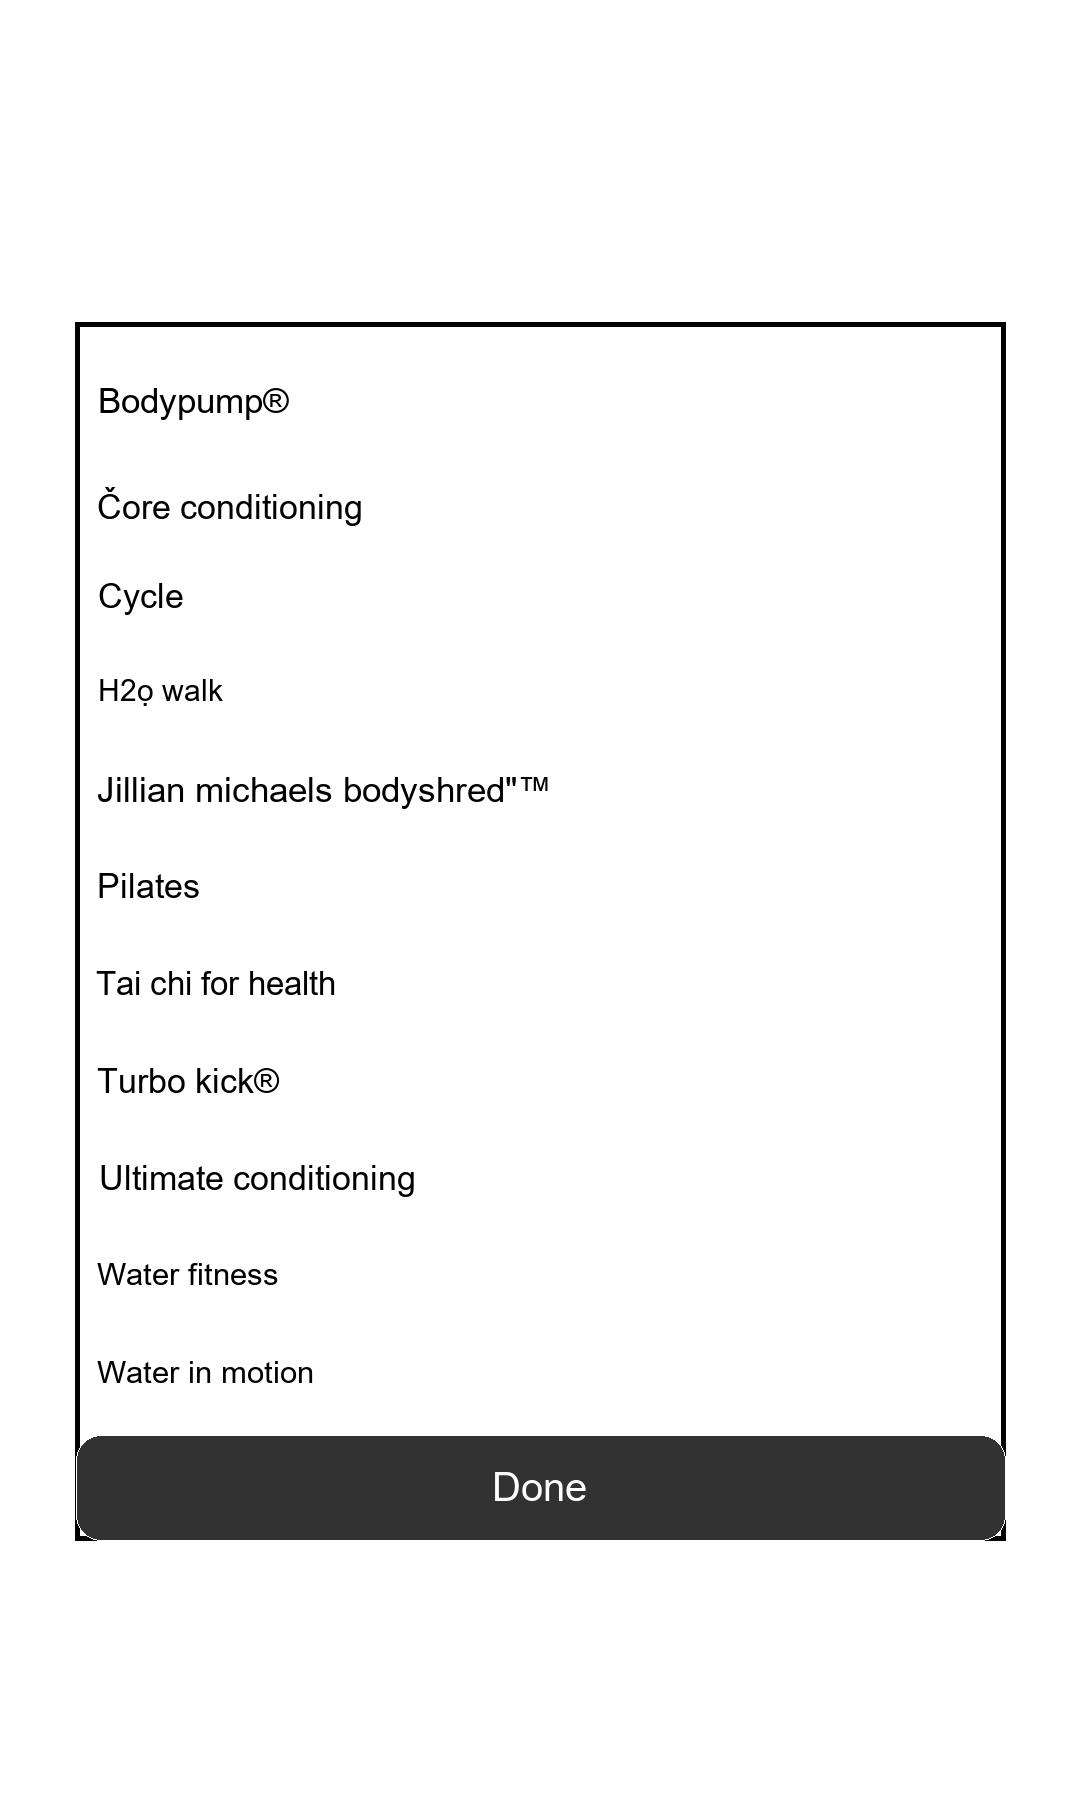 Bodypump®
Čore conditioning
Cycle
H2ọ walk
Jillian michaels bodyshred"™
Pilates
Tai chi for health
Turbo kick®
Ultimate conditioning
Water fitness
Water in motion
Done